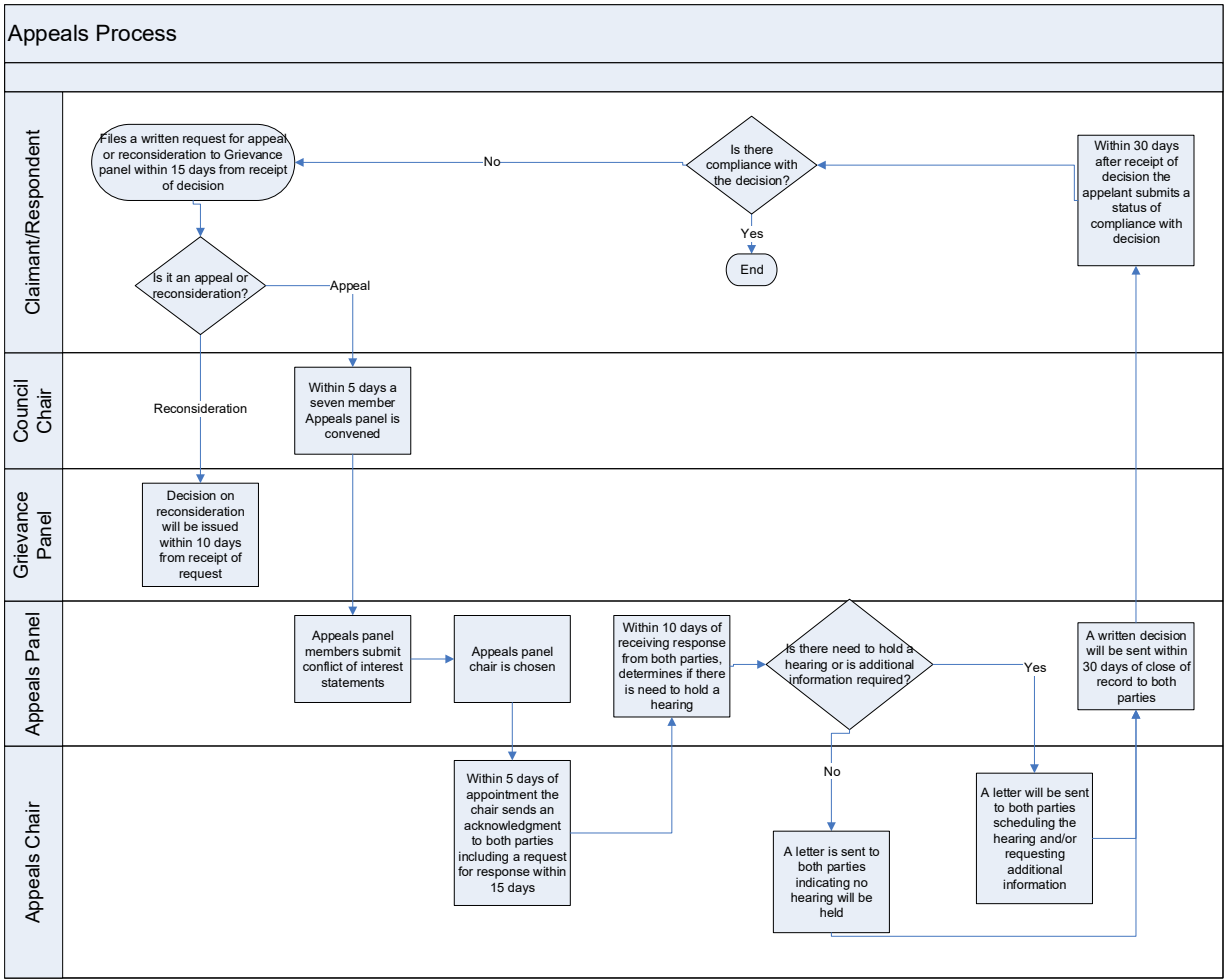 Appeals Process
Claimant/Respondent
Files a written request for appeal
or reconsideration to Grievance
panel within 15 days from receipt
of decision
No
Is there
compliance with
the decision?
Yes
End
Within 30 days
after receipt of
decision the
appelant submits a
status of
compliance with
decision
Is it an appeal or
reconsideration?
Appeal
Council
Chair
Reconsideration
Within 5 days a
seven member
Appeals panel is
convened
Grievance
Panel
Decision on
reconsideration
will be issued
within 10 days
from receipt of
request
Appeals Panel
Appeals panel
members submit
conflict of interest
statements
Appeals panel
chair is chosen
Within 10 days of
receiving response
from both parties,
determines if there
is need to hold a
hearing
Is there need to hold a
hearing or is additional
information required?
Yes
A written decision
will be sent within
30 days of close of
record to both
parties
Appeals Chair
Within 5 days of
appointment the
chair sends an
acknowledgment
to both parties
including a request
for response within
15 days
No
A letter is sent to
both parties
indicating no
hearing will be
held
A letter will be sent
to both parties
scheduling the
hearing and/or
requesting
additional
information